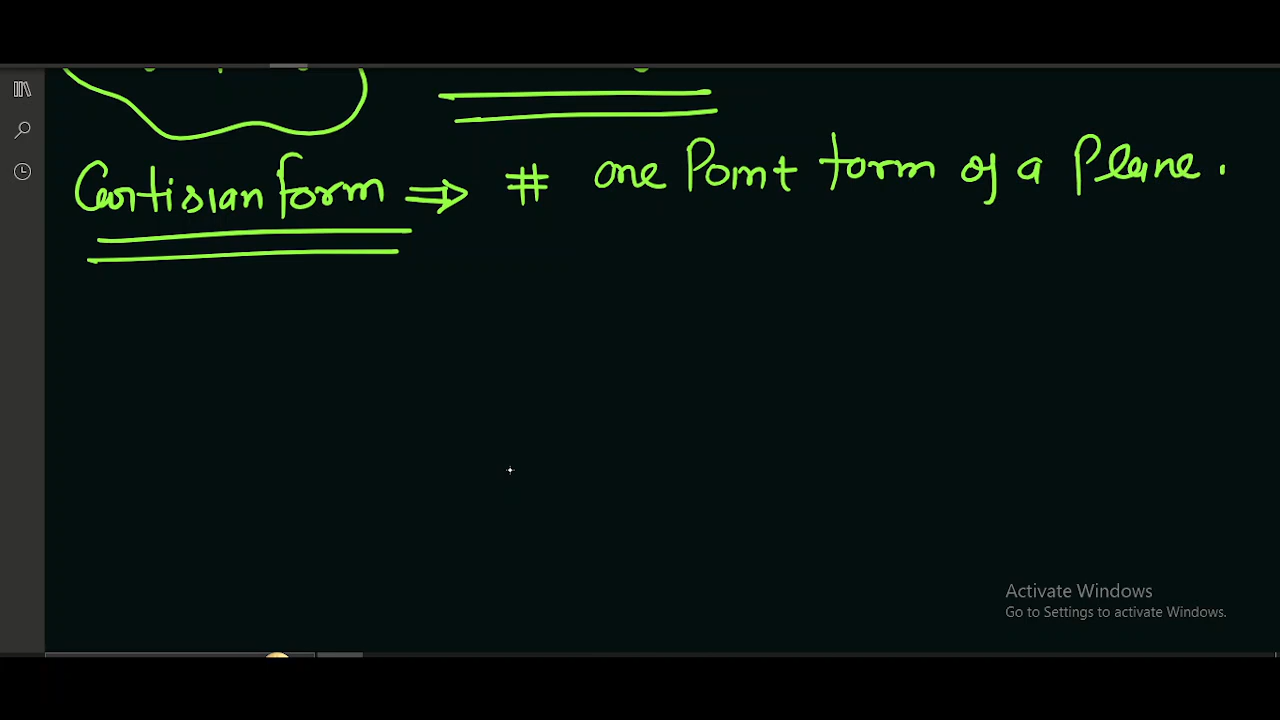 Cartisian form ⇒ # one Point form of a Plane.
Activate Windows
Go to Settings to activate Windows.